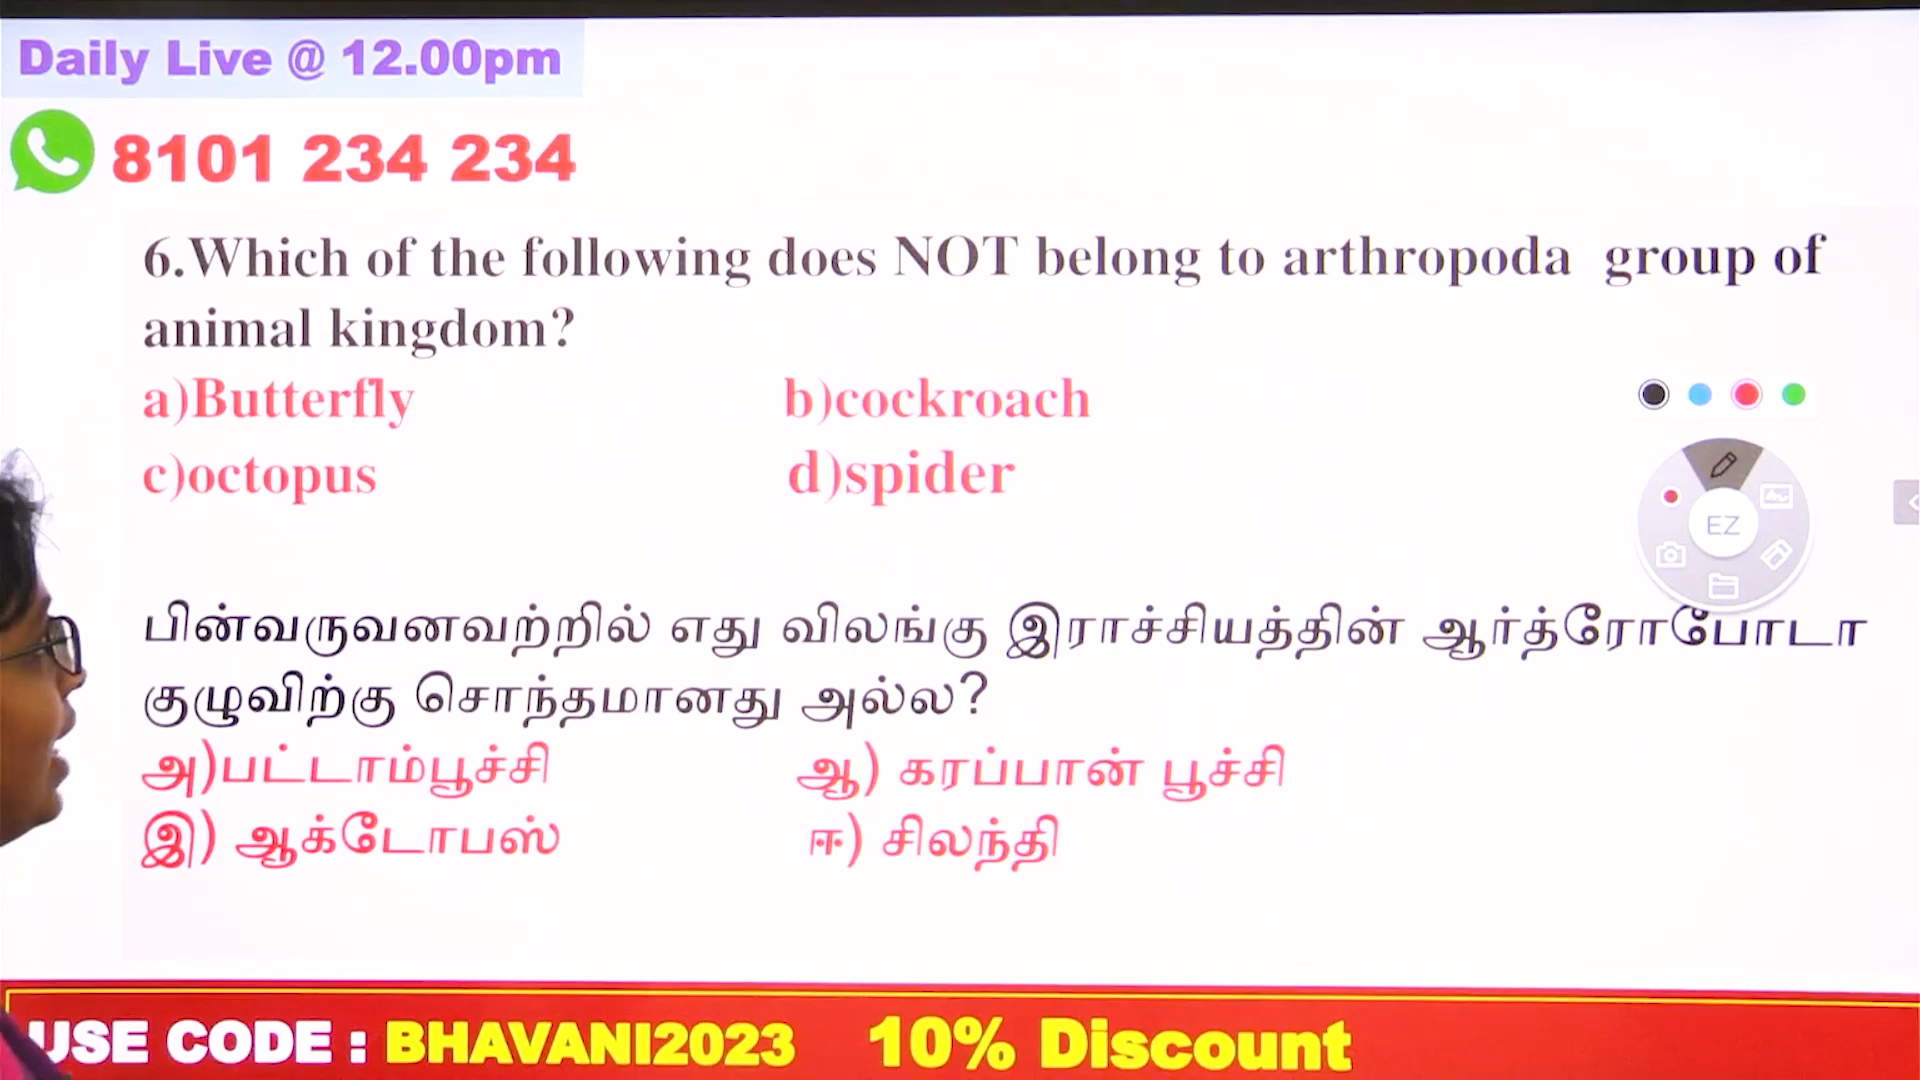 Daily Live @ 12.00pm
8101 234 234
6.Which of the following does NOT belong to arthropoda group of
animal kingdom?
a)Butterfly b)cockroach
c)octopus d)spider
EZ
பின்வருவனவற்றில் எது விலங்கு இராச்சியத்தின் ஆர்த்ரோபோடா
குழுவிற்கு சொந்தமானது அல்ல?
அ)பட்டாம்பூச்சி ஆ) கரப்பான் பூச்சி
இ) ஆக்டோபஸ் ஈ) சிலந்தி
USE CODE : BHAVANI2023 10% Discount